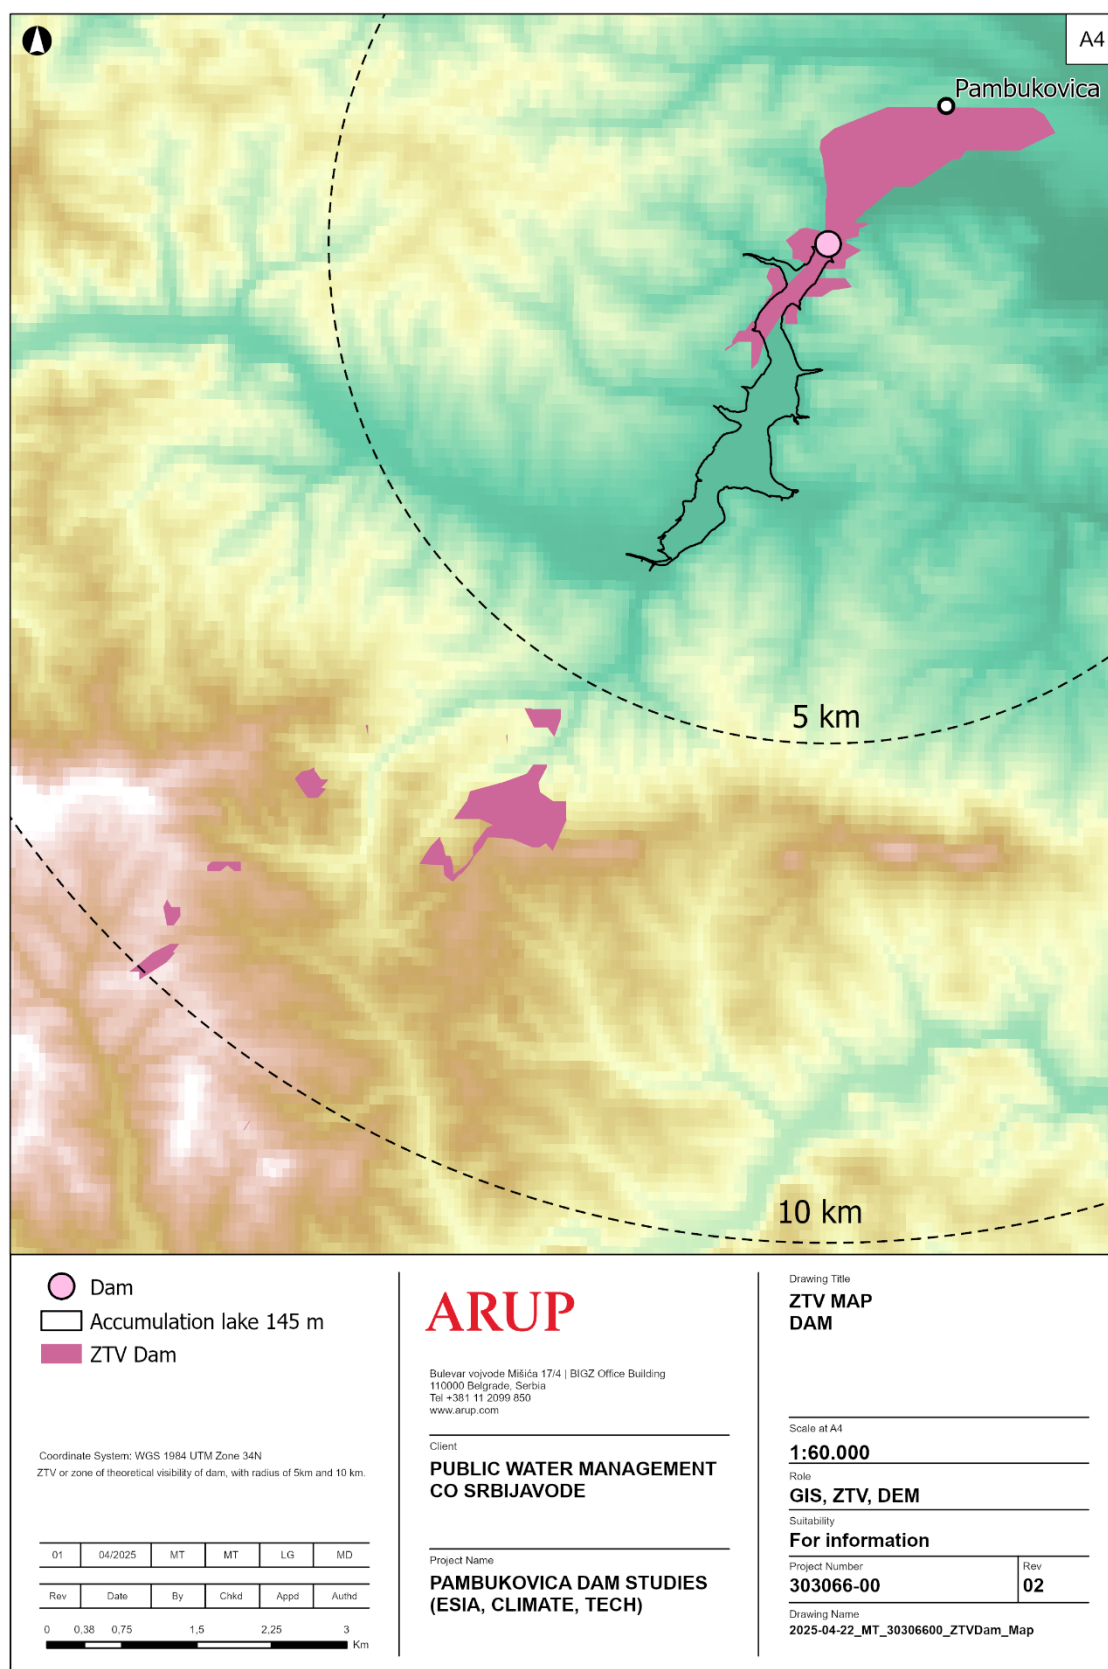 A4
Pambukovica
5 km
10 km
Dam
Accumulation lake 145 m
ZTV Dam
Coordinate System: WGS 1984 UTM Zone 34N
ZTV or zone of theoretical visibility of dam, with radius of 5km and 10 km.
01 04/2025 MT MT LG MD
Rev Date By Chkd Appd Authd
0 0,38 0,75 1,5 2,25 3
Km
ARUP
Bulevar vojvode Mišića 17/4 | BIGZ Office Building
110000 Belgrade, Serbia
Tel +381 11 2099 850
www.arup.com
Client
PUBLIC WATER MANAGEMENT
CO SRBIJAVODE
Project Name
PAMBUKOVICA DAM STUDIES
(ESIA, CLIMATE, TECH)
Drawing Title
ZTV MAP
DAM
Scale at A4
1:60.000
Role
GIS, ZTV, DEM
Suitability
For information
Project Number
303066-00
Rev
02
Drawing Name
2025-04-22_MT_30306600_ZTVDam_Map